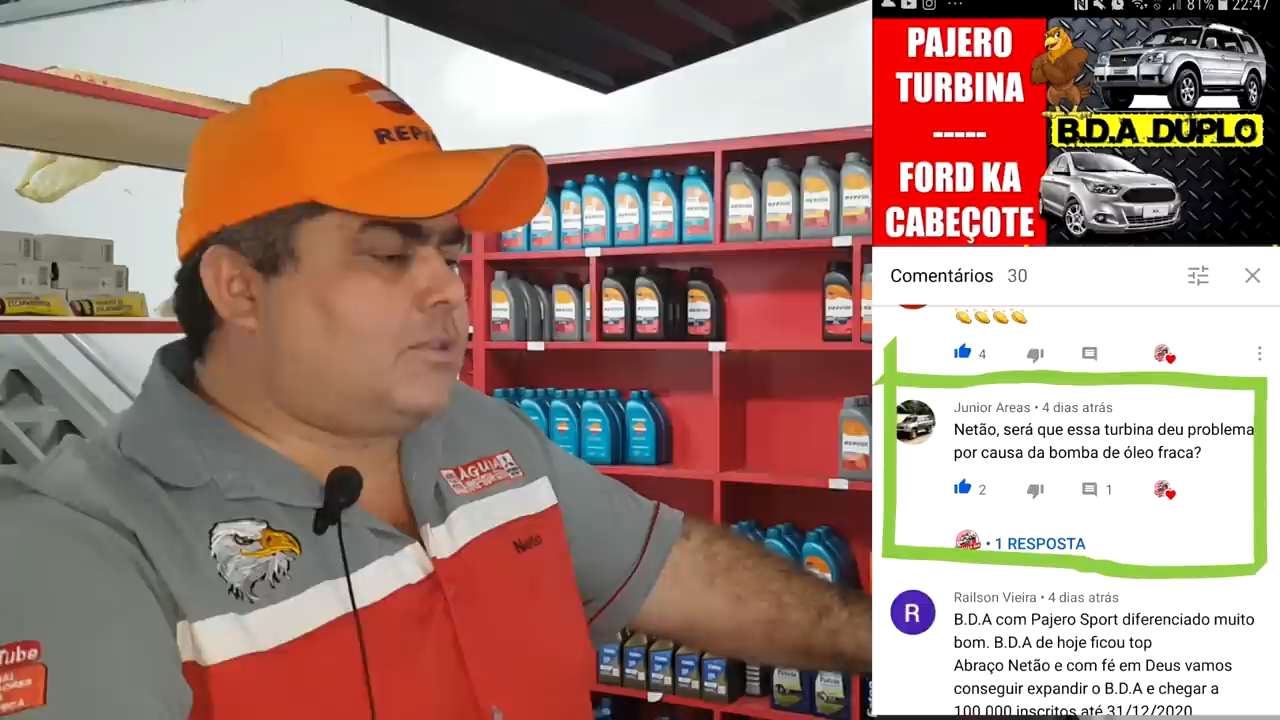 81% 22:47
PAJERO
TURBINA
-----
FORD KA
CABEÇOTE
B.D.A DUPLO
Comentários 30
4
Junior Areas • 4 dias atrás
Netão, será que essa turbina deu problema
por causa da bomba de óleo fraca?
2
1
• 1 RESPOSTA
R
Railson Vieira • 4 dias atrás
B.D.A com Pajero Sport diferenciado muito
bom. B.D.A de hoje ficou top
Abraço Netão e com fé em Deus vamos
conseguir expandir o B.D.A e chegar a
100.000 inscritos até 31/12/2020
ÁGUIA
Neto
Tube
REPSOL